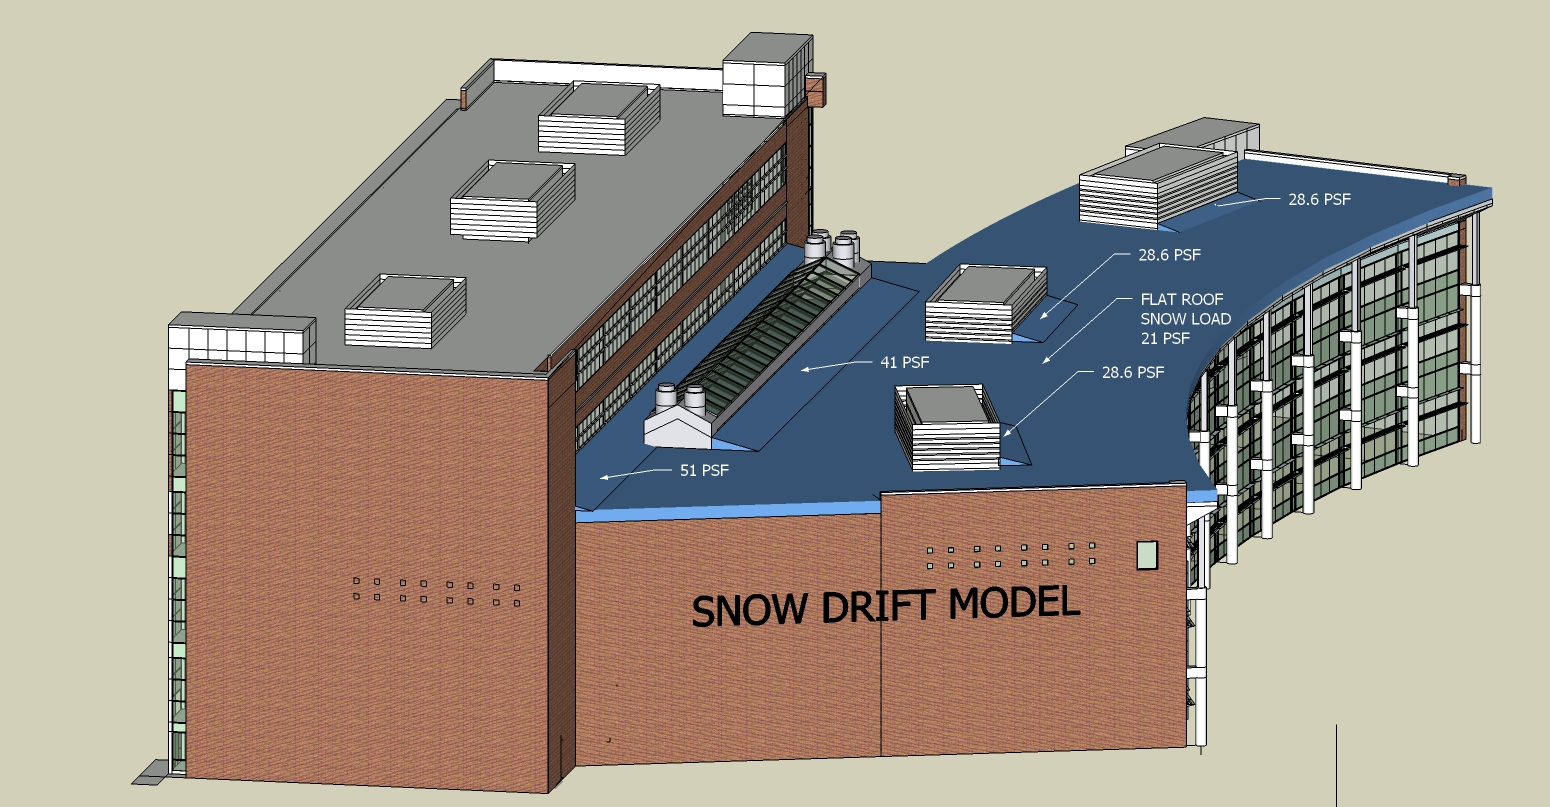 28.6 PSF
28.6 PSF
FLAT ROOF
SNOW LOAD
21 PSF
41 PSF
28.6 PSF
51 PSF
SNOW DRIFT MODEL